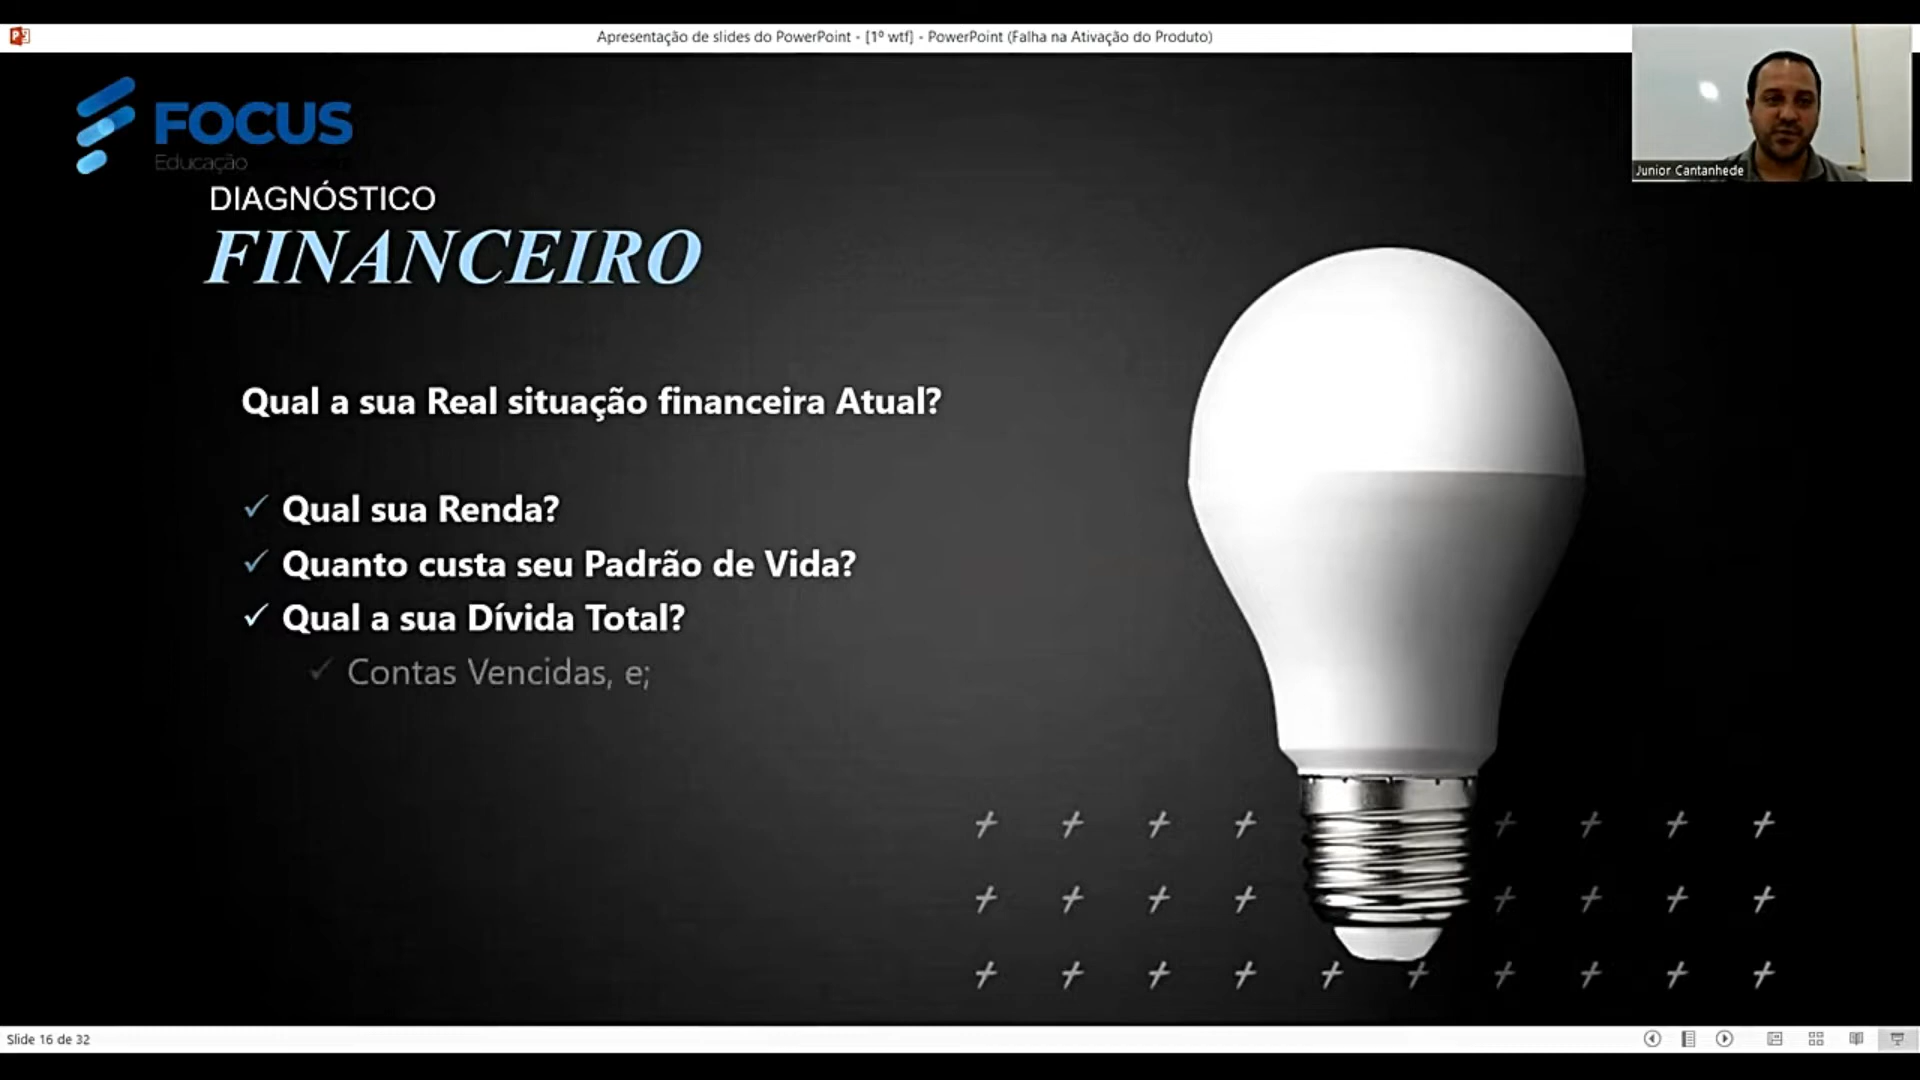 Apresentação de slides do PowerPoint - [1º wtf] - PowerPoint (Falha na Ativação do Produto)
FOCUS
Educação
Junior Cantanhede
DIAGNÓSTICO
FINANCEIRO
Qual a sua Real situação financeira Atual?
✓ Qual sua Renda?
✓ Quanto custa seu Padrão de Vida?
✓ Qual a sua Dívida Total?
✓ Contas Vencidas, e;
Slide 16 de 32